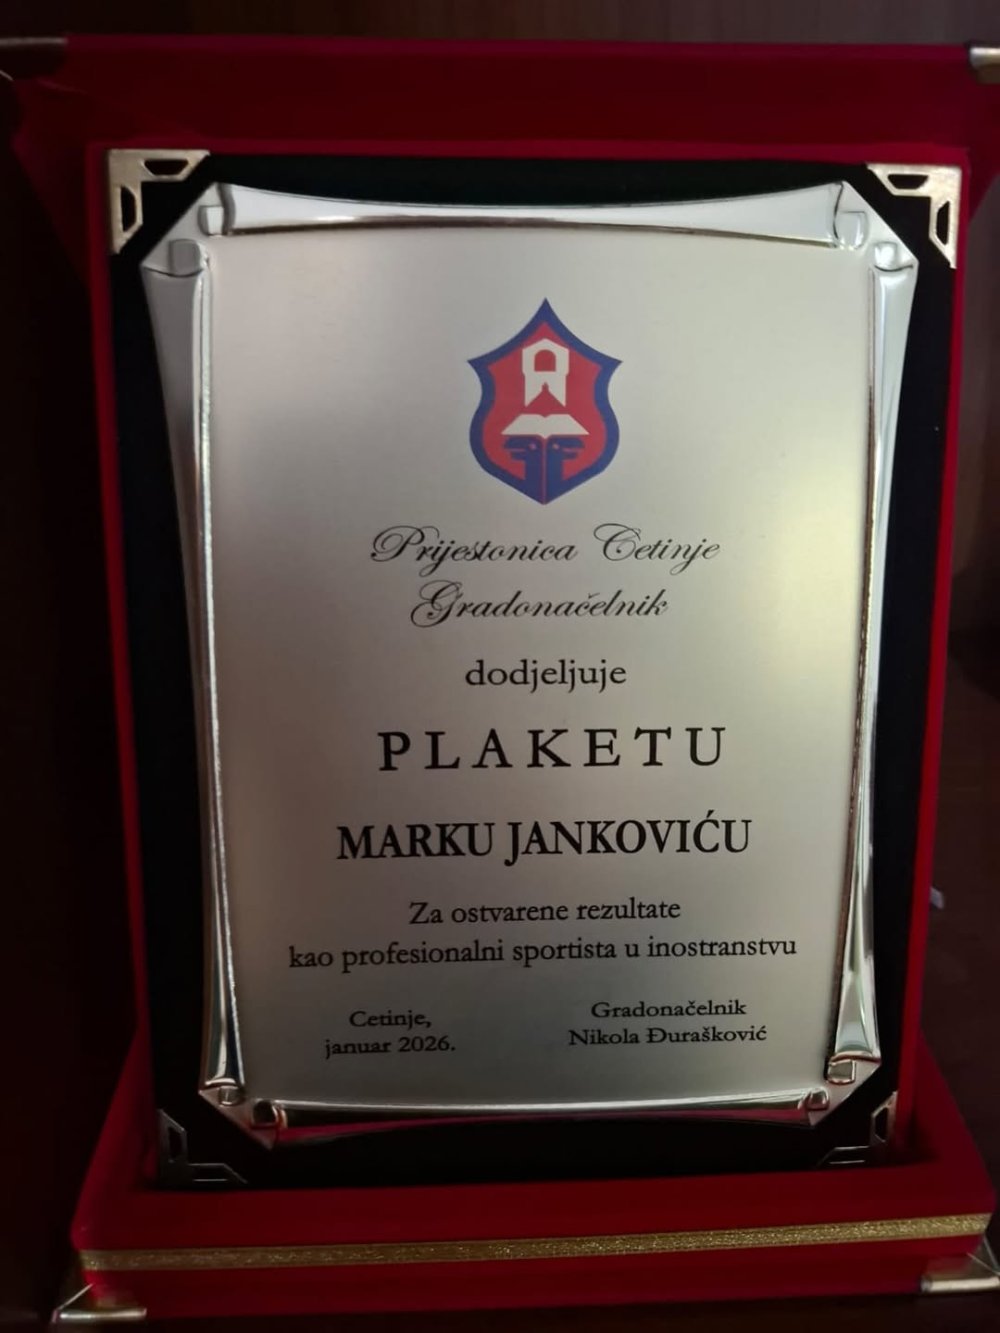 Prijestonica Cetinje
Gradonačelnik
dodjeljuje
PLAKETU
MARKU JANKOVIĆU
Za ostvarene rezultate
kao profesionalni sportista u inostranstvu
Cetinje,
januar 2026.
Gradonačelnik
Nikola Đurašković